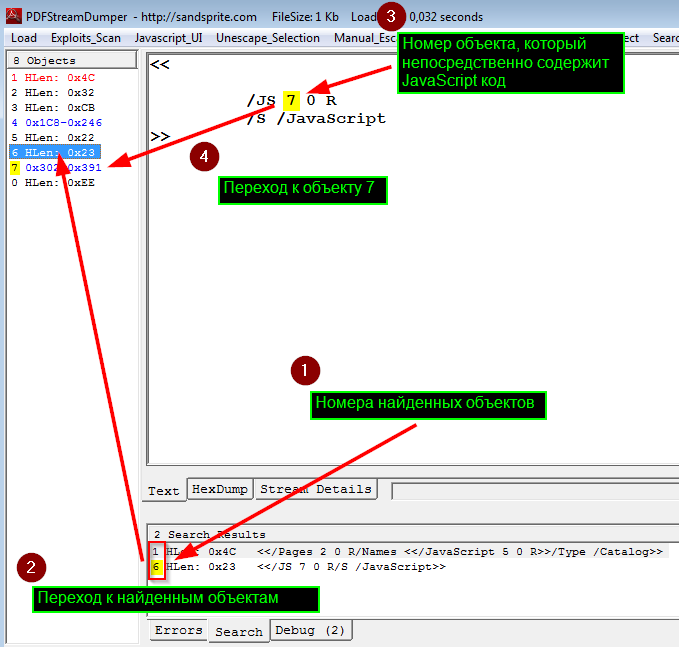 PDFStreamDumper - http://sandsprite.com FileSize: 1 Kb Load 3 0,032 seconds
Load Exploits_Scan Javascript_UI Unescape_Selection Manual_Esc
Номер объекта, который
непосредственно содержит
JavaScript код
8 Objects
1 HLen: 0x4C
2 HLen: 0x32
3 HLen: 0xCB
4 0x1C8-0x246
5 HLen: 0x22
6 HLen: 0x23
7 0x302-0x391
0 HLen: 0xEE
<<
/JS 7 0 R
/S /JavaScript
>>
4
Переход к объекту 7
1
Номера найденных объектов
Text HexDump Stream Details
2 Search Results
1 HLen: 0x4C <</Pages 2 0 R/Names <</JavaScript 5 0 R>>/Type /Catalog>>
6 HLen: 0x23 <</JS 7 0 R/S /JavaScript>>
2
Переход к найденным объектам
Errors Search Debug (2)